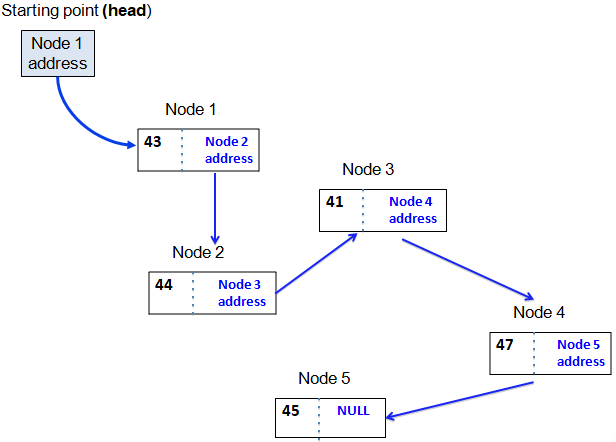 Starting point (head)
Node 1
address
Node 1
43
Node 2
address
Node 3
41
Node 4
address
Node 2
44
Node 3
address
Node 4
47
Node 5
address
Node 5
45
NULL